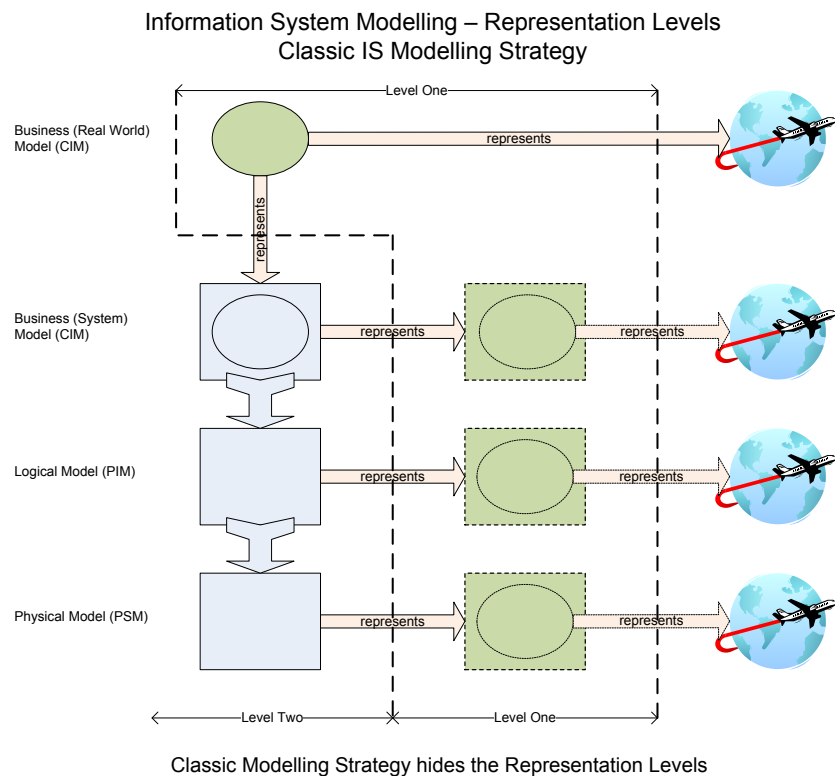 Information System Modelling – Representation Levels
Classic IS Modelling Strategy
Level One
Business (Real World)
Model (CIM)
represents
represents
Business (System)
Model (CIM)
represents
represents
Logical Model (PIM)
represents
represents
Physical Model (PSM)
represents
represents
Level Two
Level One
Classic Modelling Strategy hides the Representation Levels